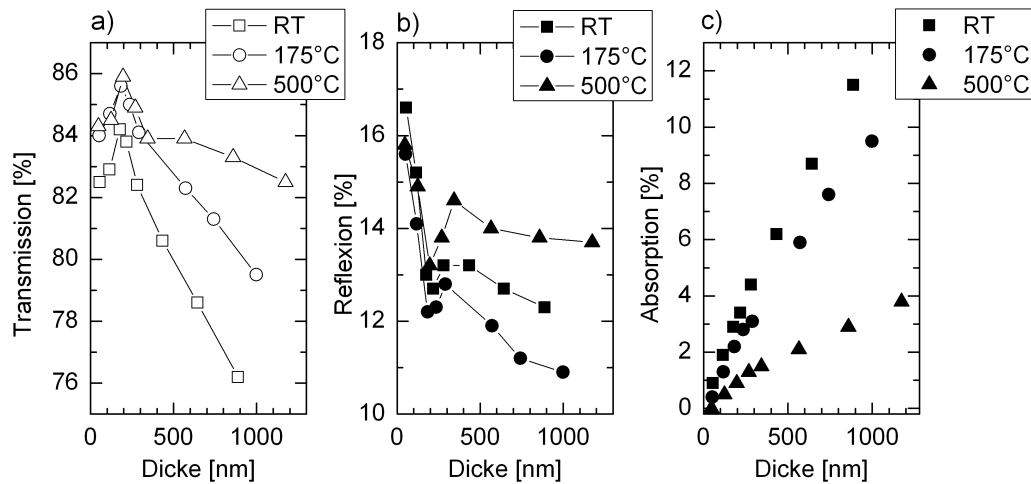 a)
RT
175°C
500°C
Transmission [%]
86
84
82
80
78
76
0
500
1000
Dicke [nm]
b)
RT
175°C
500°C
Reflexion [%]
18
16
14
12
10
0
500
1000
Dicke [nm]
c)
RT
175°C
500°C
Absorption [%]
12
10
8
6
4
2
0
0
500
1000
Dicke [nm]